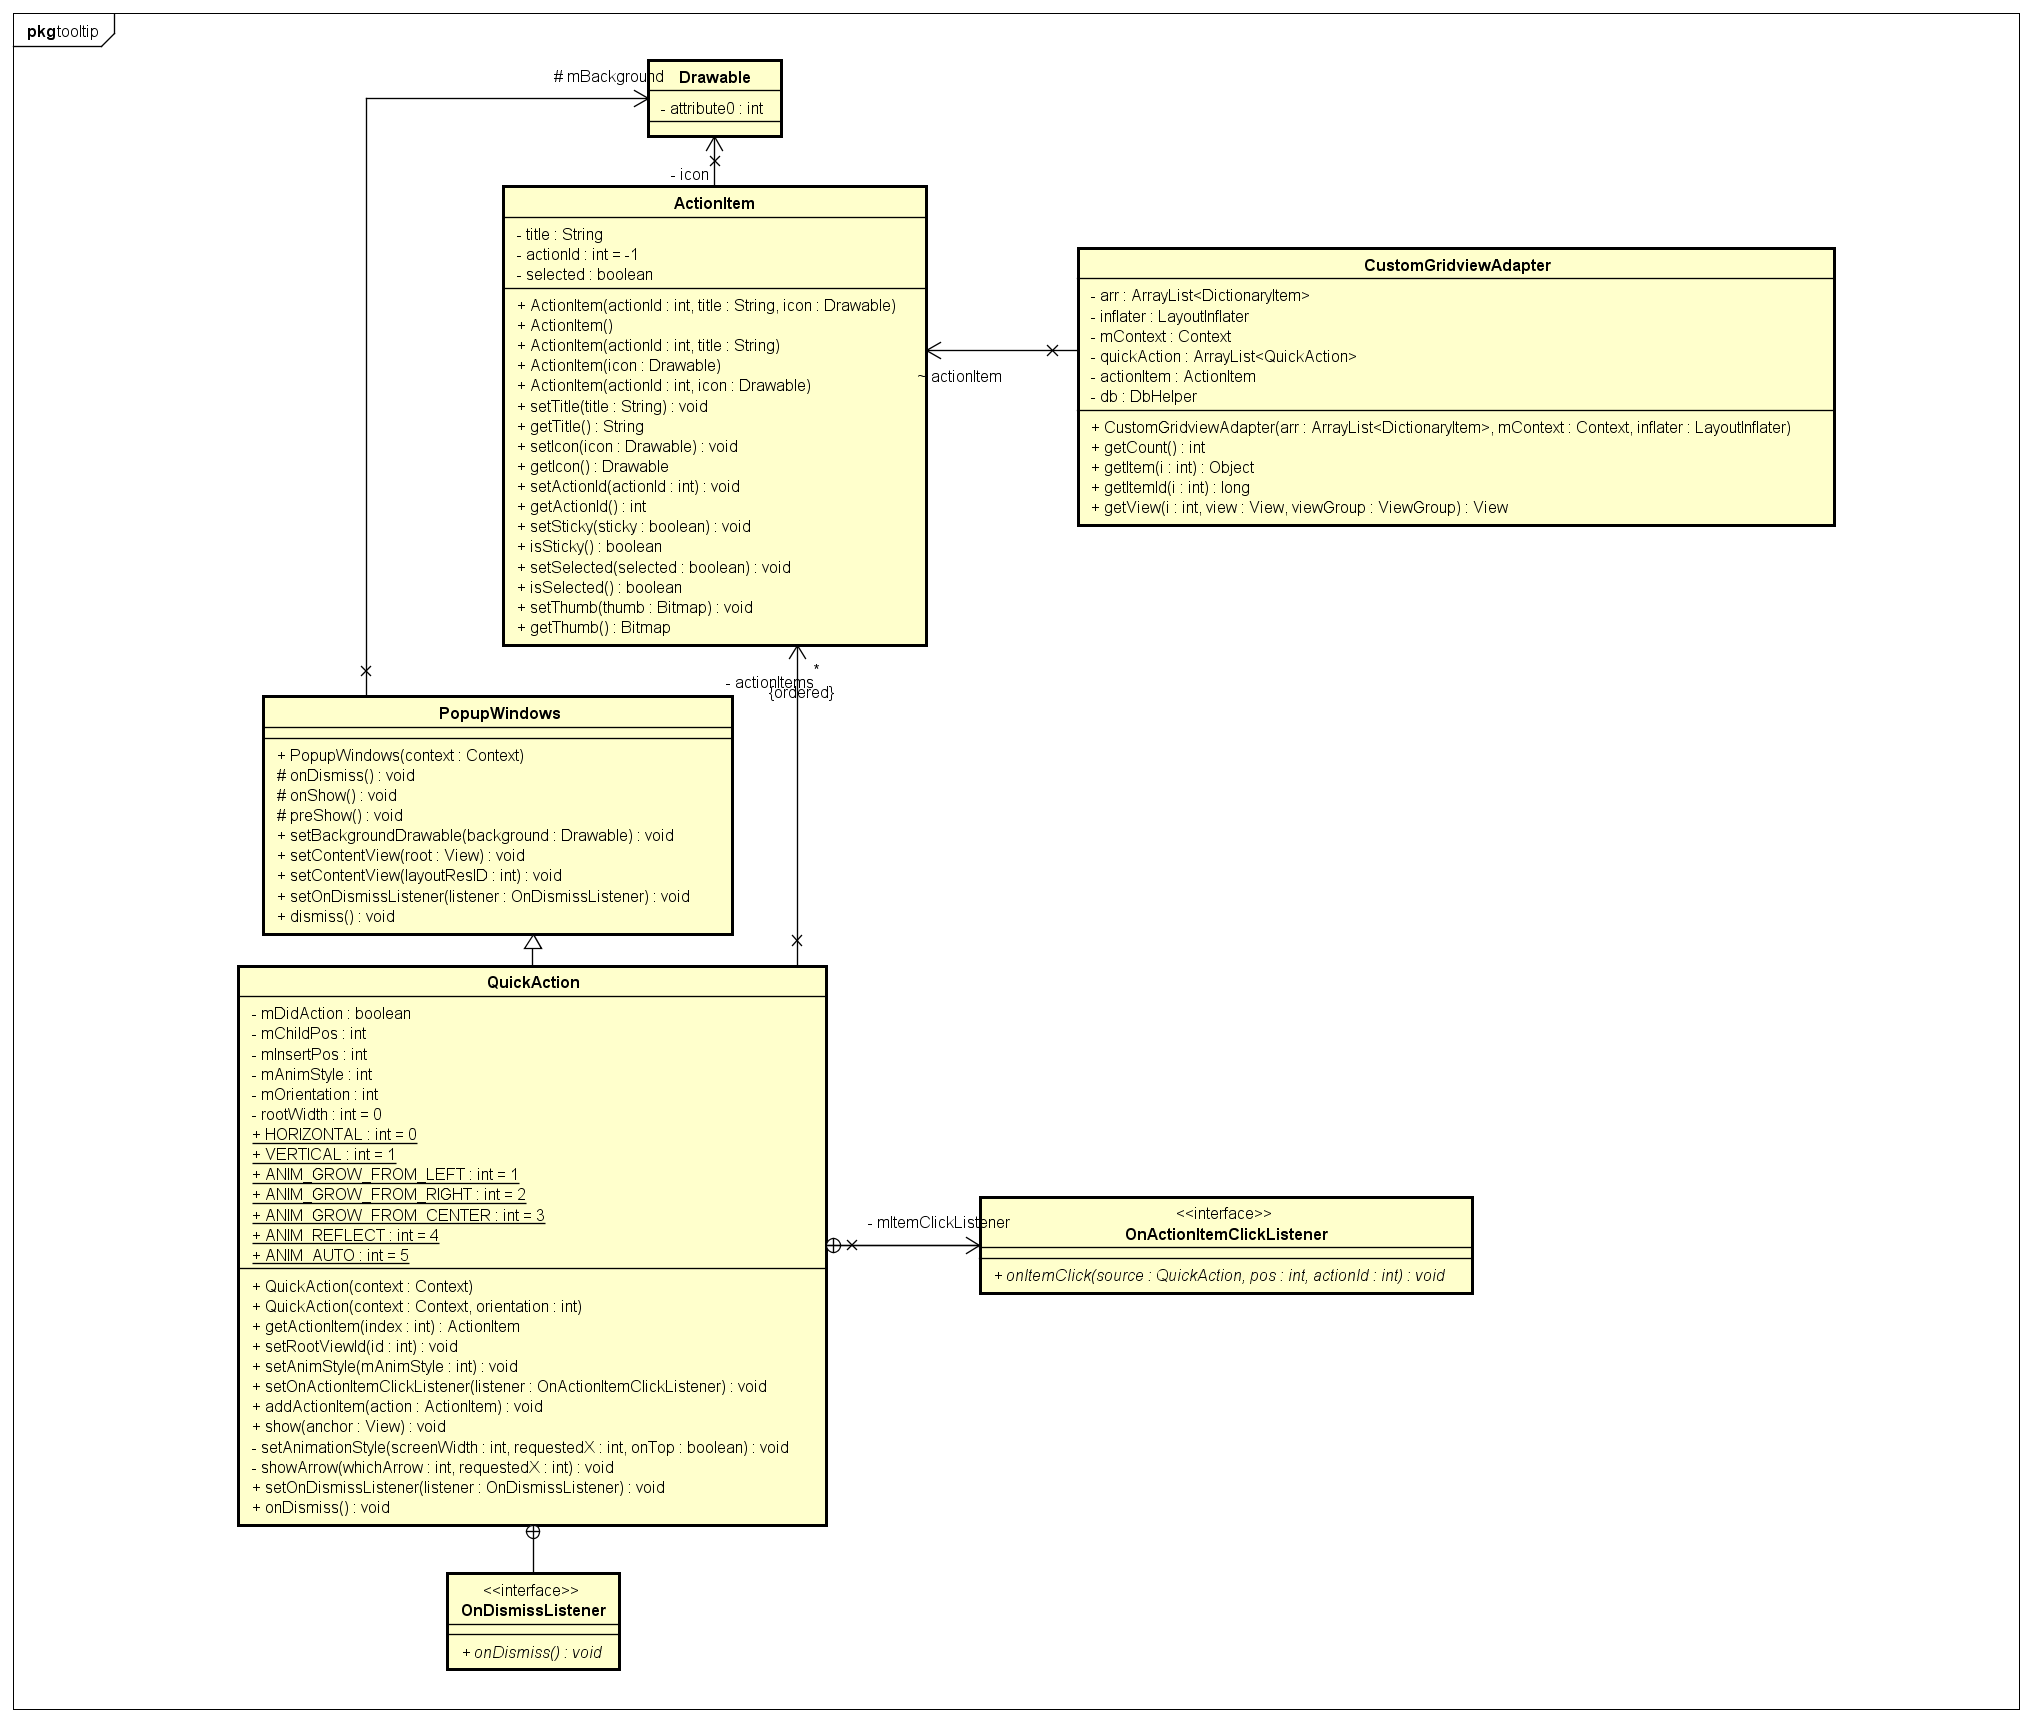 pkg tooltip
# mBackground
Drawable
- attribute0 : int
- icon
ActionItem
- title : String
- actionId : int = -1
- selected : boolean
+ ActionItem(actionId : int, title : String, icon : Drawable)
+ ActionItem()
+ ActionItem(actionId : int, title : String)
+ ActionItem(icon : Drawable)
+ ActionItem(actionId : int, icon : Drawable)
+ setTitle(title : String) : void
+ getTitle() : String
+ setIcon(icon : Drawable) : void
+ getIcon() : Drawable
+ setActionId(actionId : int) : void
+ getActionId() : int
+ setSticky(sticky : boolean) : void
+ isSticky() : boolean
+ setSelected(selected : boolean) : void
+ isSelected() : boolean
+ setThumb(thumb : Bitmap) : void
+ getThumb() : Bitmap
CustomGridviewAdapter
- arr : ArrayList<DictionaryItem>
- inflater : LayoutInflater
- mContext : Context
- quickAction : ArrayList<QuickAction>
- actionItem : ActionItem
- db : DbHelper
+ CustomGridviewAdapter(arr : ArrayList<DictionaryItem>, mContext : Context, inflater : LayoutInflater)
+ getCount() : int
+ getItem(i : int) : Object
+ getItemId(i : int) : long
+ getView(i : int, view : View, viewGroup : ViewGroup) : View
~ actionItem
*
- actionItems
{ordered}
PopupWindows
+ PopupWindows(context : Context)
# onDismiss() : void
# onShow() : void
# preShow() : void
+ setBackgroundDrawable(background : Drawable) : void
+ setContentView(root : View) : void
+ setContentView(layoutResID : int) : void
+ setOnDismissListener(listener : OnDismissListener) : void
+ dismiss() : void
QuickAction
- mDidAction : boolean
- mChildPos : int
- mInsertPos : int
- mAnimStyle : int
- mOrientation : int
- rootWidth : int = 0
+ HORIZONTAL : int = 0
+ VERTICAL : int = 1
+ ANIM_GROW_FROM_LEFT : int = 1
+ ANIM_GROW_FROM_RIGHT : int = 2
+ ANIM_GROW_FROM_CENTER : int = 3
+ ANIM_REFLECT : int = 4
+ ANIM_AUTO : int = 5
+ QuickAction(context : Context)
+ QuickAction(context : Context, orientation : int)
+ getActionItem(index : int) : ActionItem
+ setRootViewId(id : int) : void
+ setAnimStyle(mAnimStyle : int) : void
+ setOnActionItemClickListener(listener : OnActionItemClickListener) : void
+ addActionItem(action : ActionItem) : void
+ show(anchor : View) : void
- setAnimationStyle(screenWidth : int, requestedX : int, onTop : boolean) : void
- showArrow(whichArrow : int, requestedX : int) : void
+ setOnDismissListener(listener : OnDismissListener) : void
+ onDismiss() : void
- mItemClickListener
<<interface>>
OnActionItemClickListener
+ onItemClick(source : QuickAction, pos : int, actionId : int) : void
<<interface>>
OnDismissListener
+ onDismiss() : void